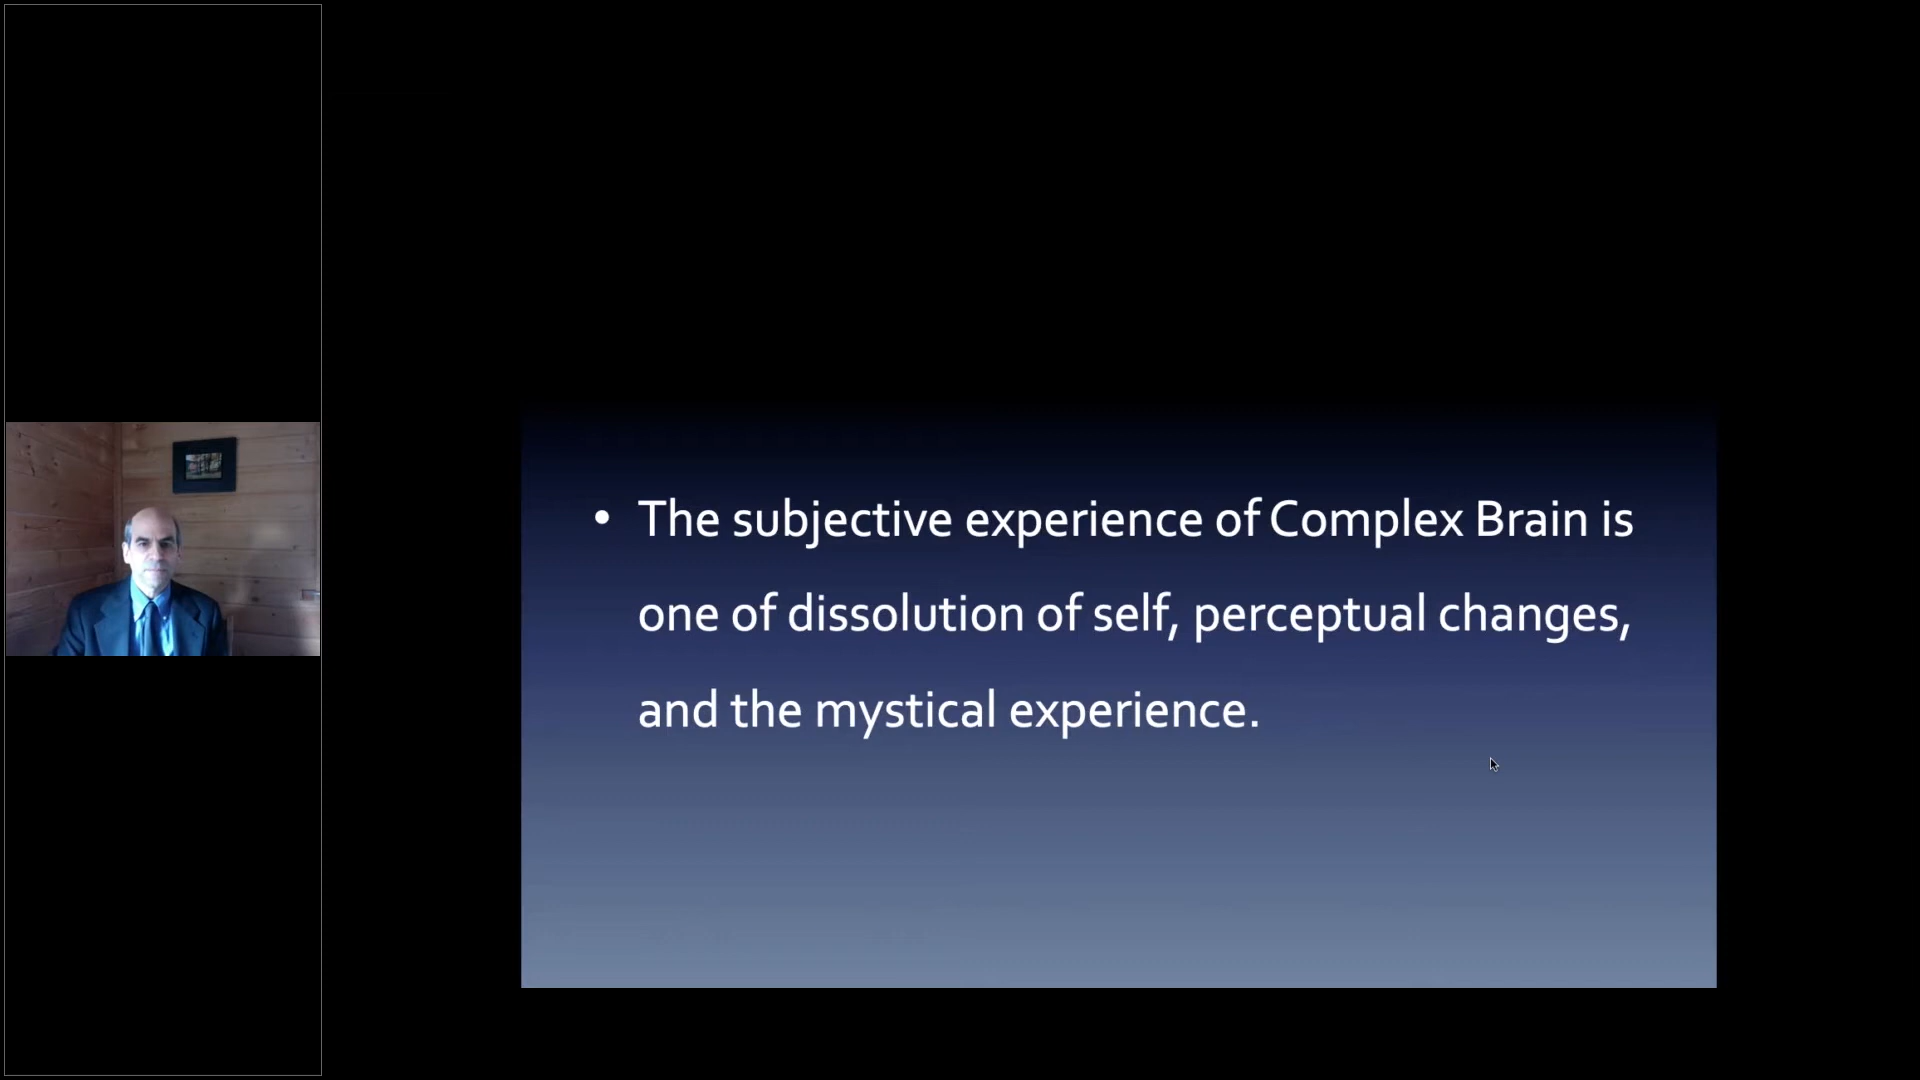 • The subjective experience of Complex Brain is
one of dissolution of self, perceptual changes,
and the mystical experience.